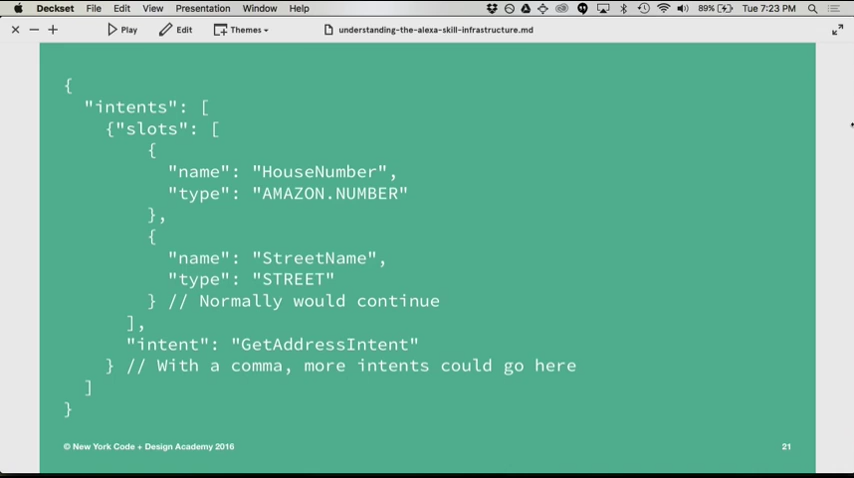 Deckset File Edit View Presentation Window Help 89% Tue 7:23 PM
Play Edit Themes understanding-the-alexa-skill-infrastructure.md
{
"intents": [
{"slots": [
{
"name": "HouseNumber",
"type": "AMAZON.NUMBER"
},
{
"name": "StreetName",
"type": "STREET"
} // Normally would continue
],
"intent": "GetAddressIntent"
} // With a comma, more intents could go here
]
}
© New York Code + Design Academy 2016 21